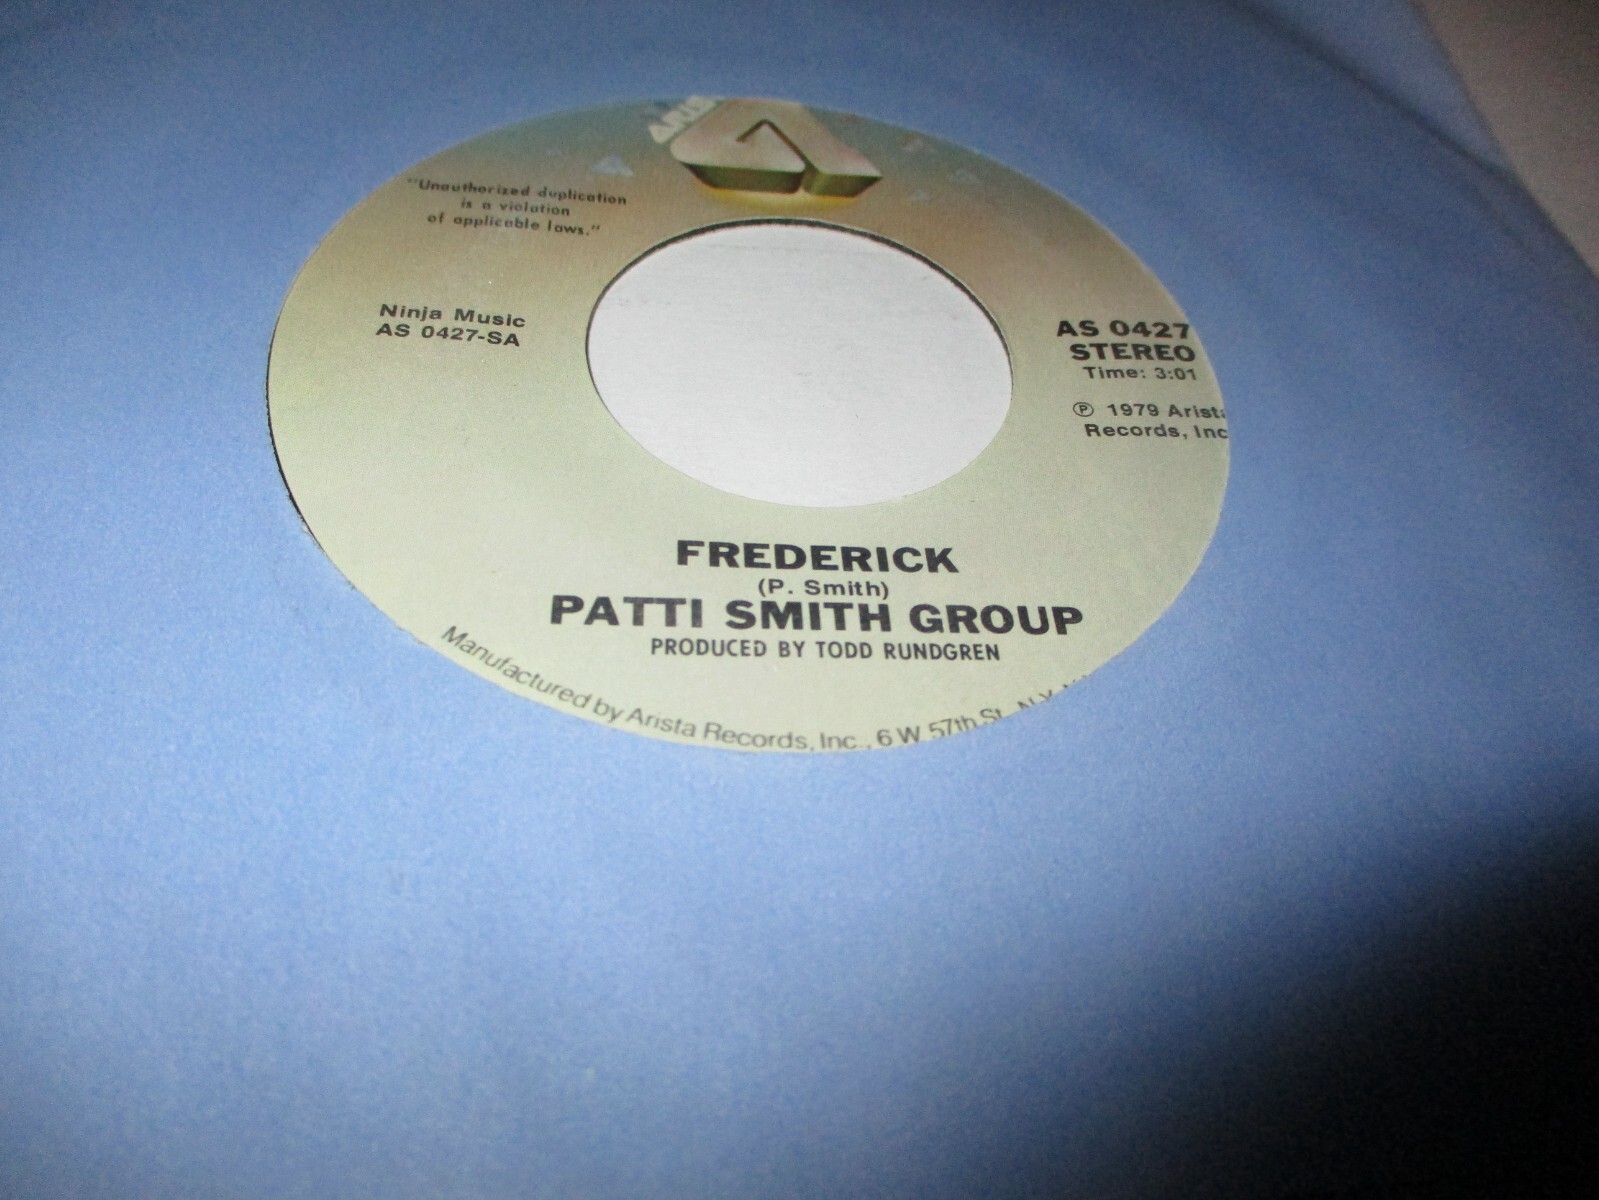 "Unauthorized duplication
is a violation
of applicable laws."
Ninja Music
AS 0427-SA
AS 0427
STEREO
Time: 3:01
℗ 1979 Arista
Records, Inc
FREDERICK
(P. Smith)
PATTI SMITH GROUP
PRODUCED BY TODD RUNDGREN
Manufactured by Arista Records, Inc., 6 W 57th St.